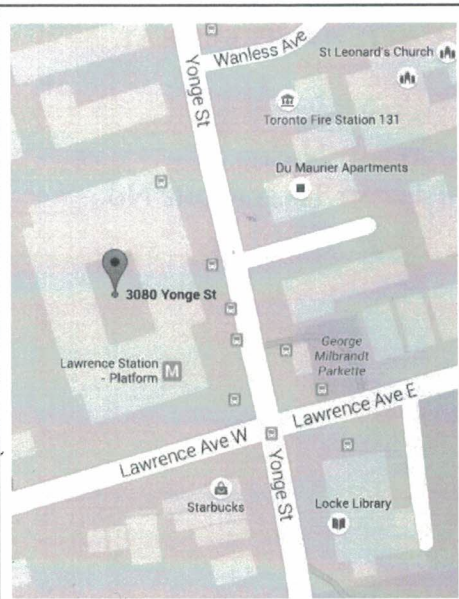 Wanless Ave
St Leonard's Church
Yonge St
Toronto Fire Station 131
Du Maurier Apartments
3080 Yonge St
George
Milbrandt
Parkette
Lawrence Station
- Platform
M
Lawrence Ave E
Lawrence Ave W
Yonge St
Starbucks
Locke Library